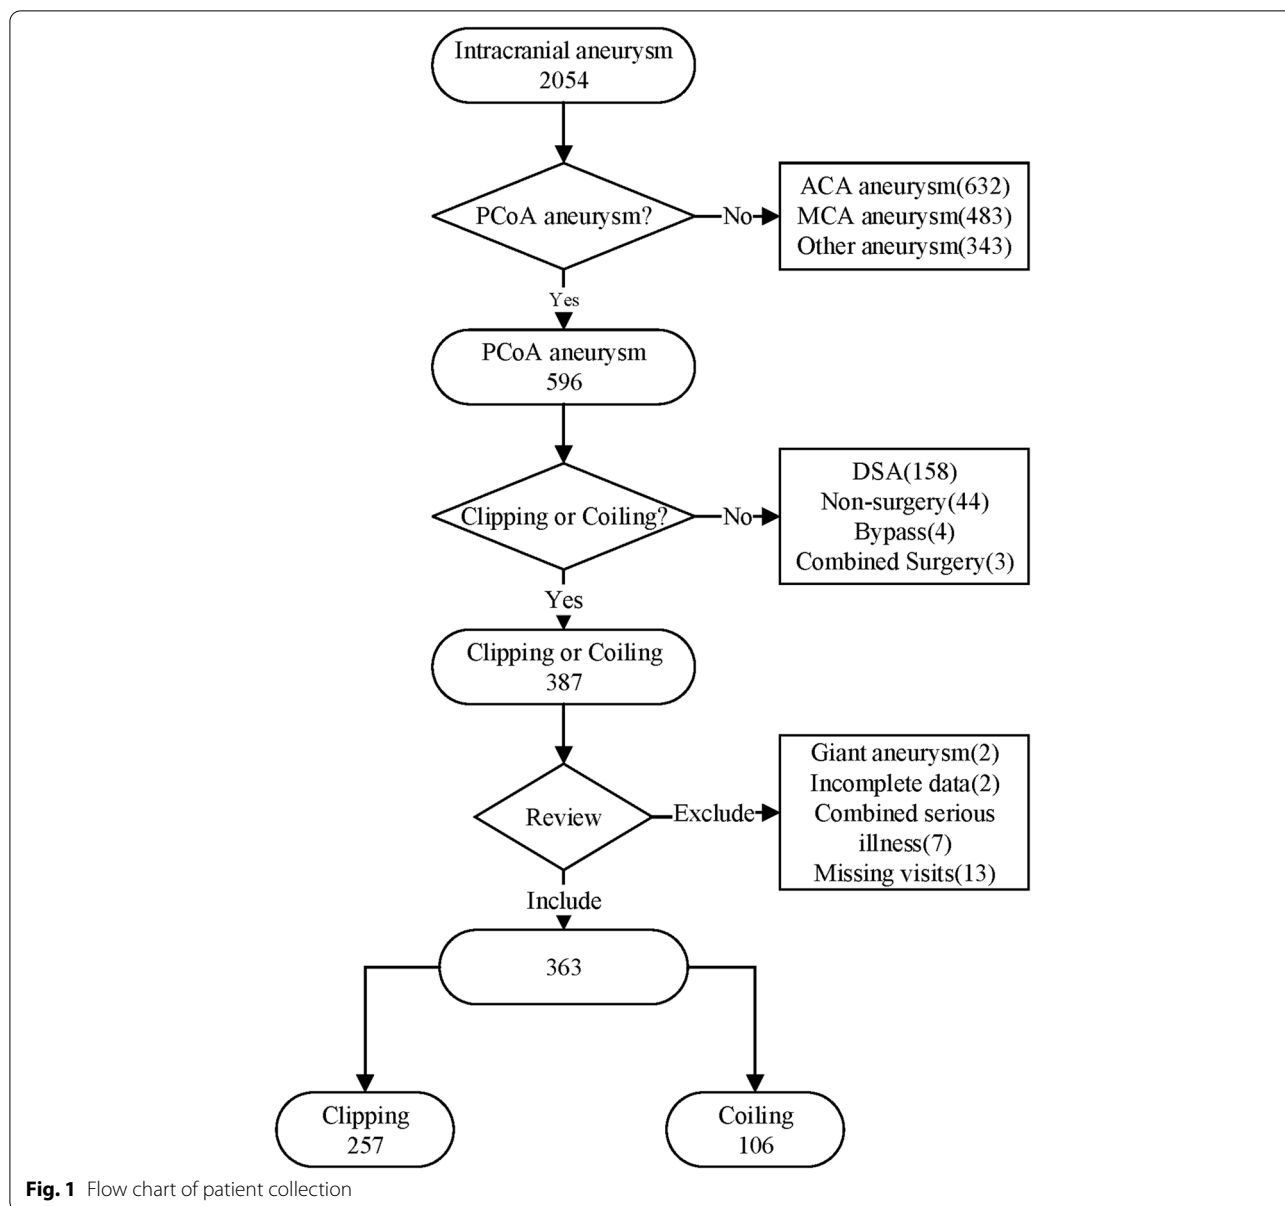 Intracranial aneurysm
2054
PCoA aneurysm?
No
ACA aneurysm(632)
MCA aneurysm(483)
Other aneurysm(343)
Yes
PCoA aneurysm
596
Clipping or Coiling?
No
DSA(158)
Non-surgery(44)
Bypass(4)
Combined Surgery(3)
Yes
Clipping or Coiling
387
Review
Exclude
Giant aneurysm(2)
Incomplete data(2)
Combined serious
illness(7)
Missing visits(13)
Include
363
Clipping
257
Coiling
106
Fig. 1 Flow chart of patient collection